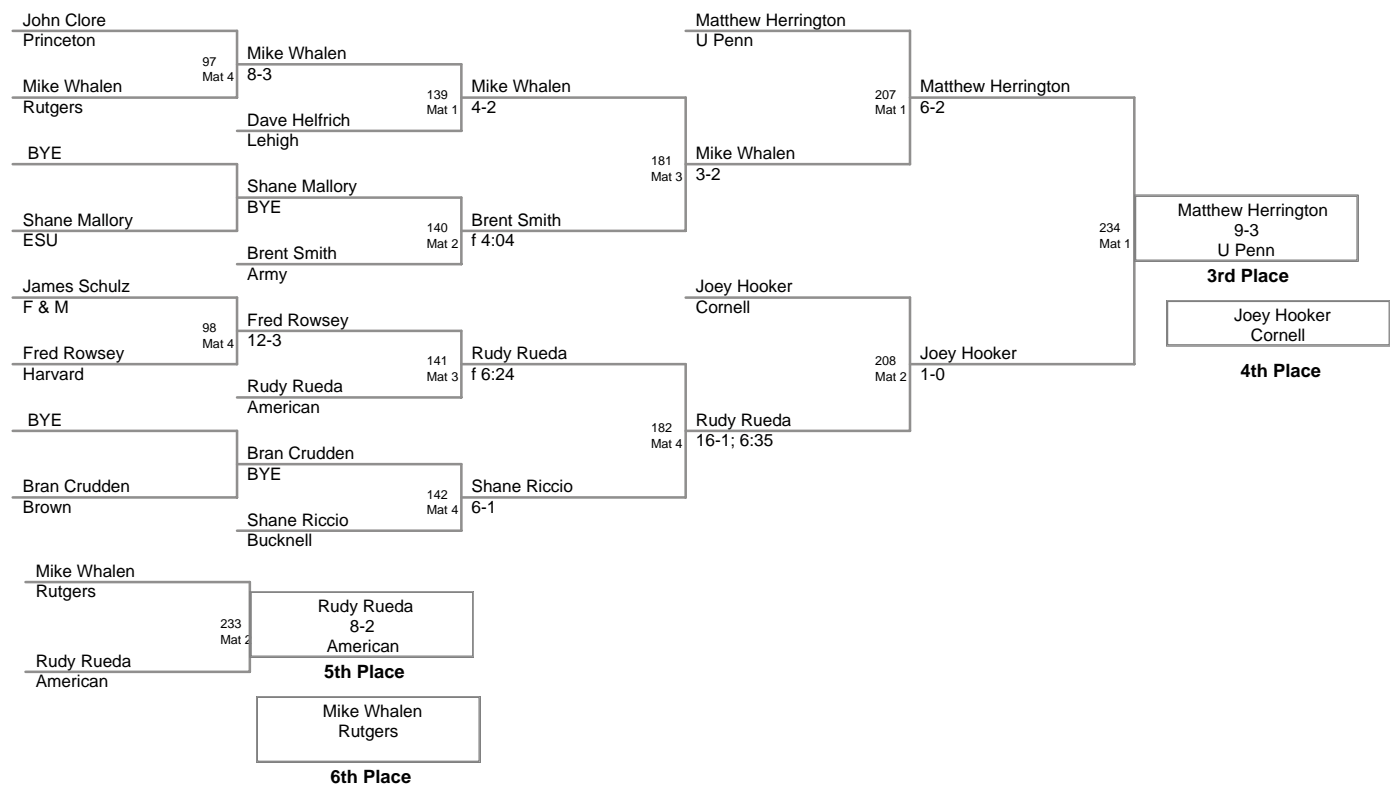 John Clore
Princeton
97
Mat 4
Mike Whalen
Rutgers
BYE
Shane Mallory
ESU
James Schulz
F & M
98
Mat 4
Fred Rowsey
Harvard
BYE
Bran Crudden
Brown
Mike Whalen
8-3
139
Mat 1
Dave Helfrich
Lehigh
Shane Mallory
BYE
140
Mat 2
Brent Smith
Army
Fred Rowsey
12-3
141
Mat 3
Rudy Rueda
American
Bran Crudden
BYE
142
Mat 4
Shane Riccio
Bucknell
Mike Whalen
4-2
181
Mat 3
Brent Smith
f 4:04
Rudy Rueda
f 6:24
182
Mat 4
Shane Riccio
6-1
Matthew Herrington
U Penn
207
Mat 1
Mike Whalen
3-2
Joey Hooker
Cornell
208
Mat 2
Rudy Rueda
16-1; 6:35
Matthew Herrington
6-2
234
Mat 1
Joey Hooker
1-0
Matthew Herrington
9-3
U Penn
3rd Place
Joey Hooker
Cornell
4th Place
Mike Whalen
Rutgers
233
Mat 2
Rudy Rueda
American
Rudy Rueda
8-2
American
5th Place
Mike Whalen
Rutgers
6th Place